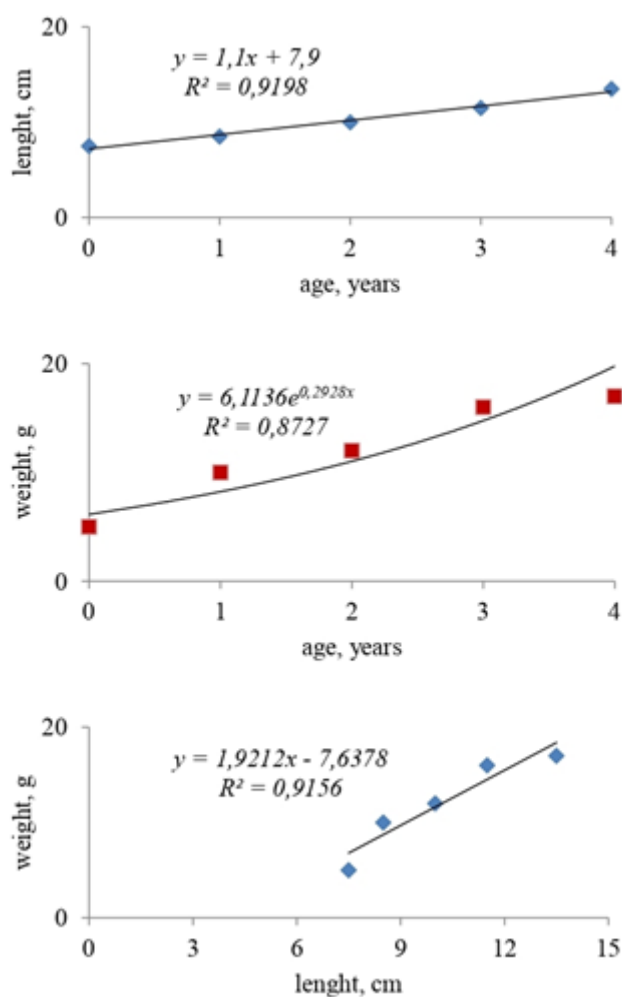 20
y = 1,1x + 7,9
R² = 0,9198
lenght, cm
0
0 1 2 3 4
age, years
20
y = 6,1136e^0,2928x
R² = 0,8727
weight, g
0
0 1 2 3 4
age, years
20
y = 1,9212x - 7,6378
R² = 0,9156
weight, g
0
0 3 6 9 12 15
lenght, cm